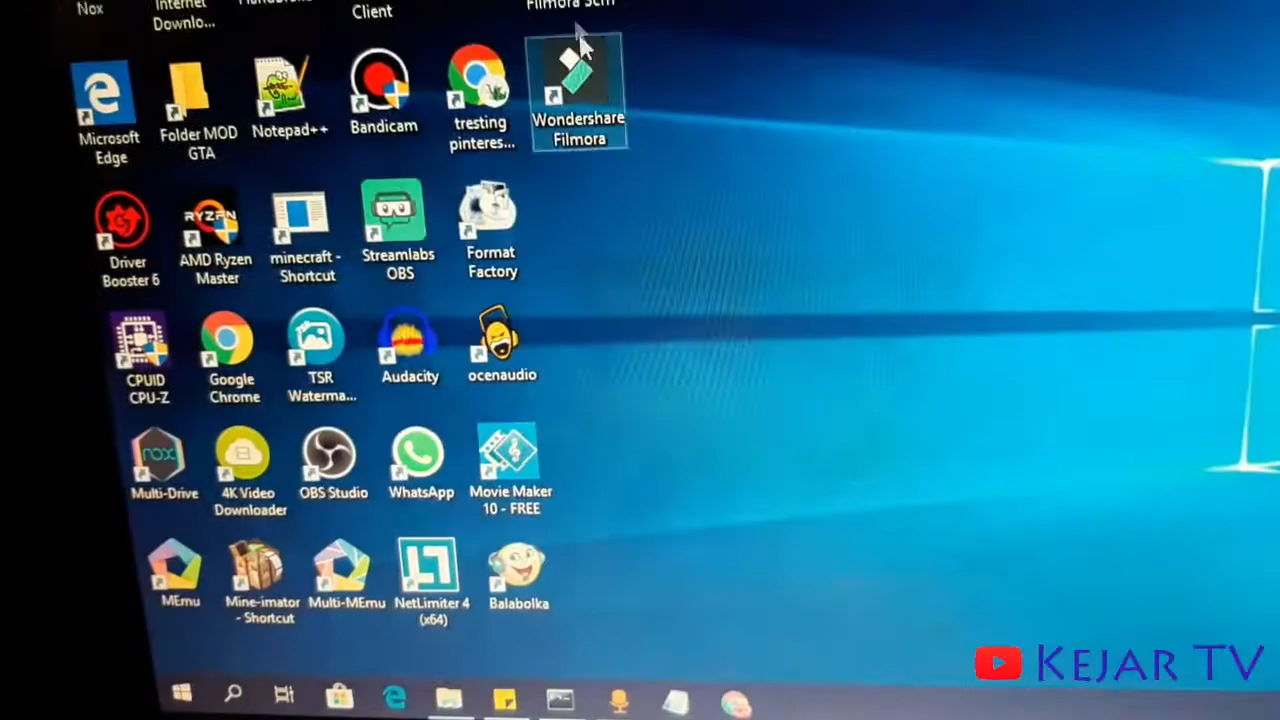 Nox
Internet
Downlo...
Client
Microsoft
Edge
Folder MOD
GTA
Notepad++
Bandicam
tresting
pinteres...
Wondershare
Filmora
Driver
Booster 6
RYZEN
AMD Ryzen
Master
minecraft -
Shortcut
Streamlabs
OBS
Format
Factory
CPUID
CPU-Z
Google
Chrome
TSR
Waterma...
Audacity
ocenaudio
nox
Multi-Drive
4K Video
Downloader
OBS Studio
WhatsApp
Movie Maker
10 - FREE
MEmu
Mine-imator
- Shortcut
Multi-MEmu
NetLimiter 4
(x64)
Balabolka
KEJAR TV